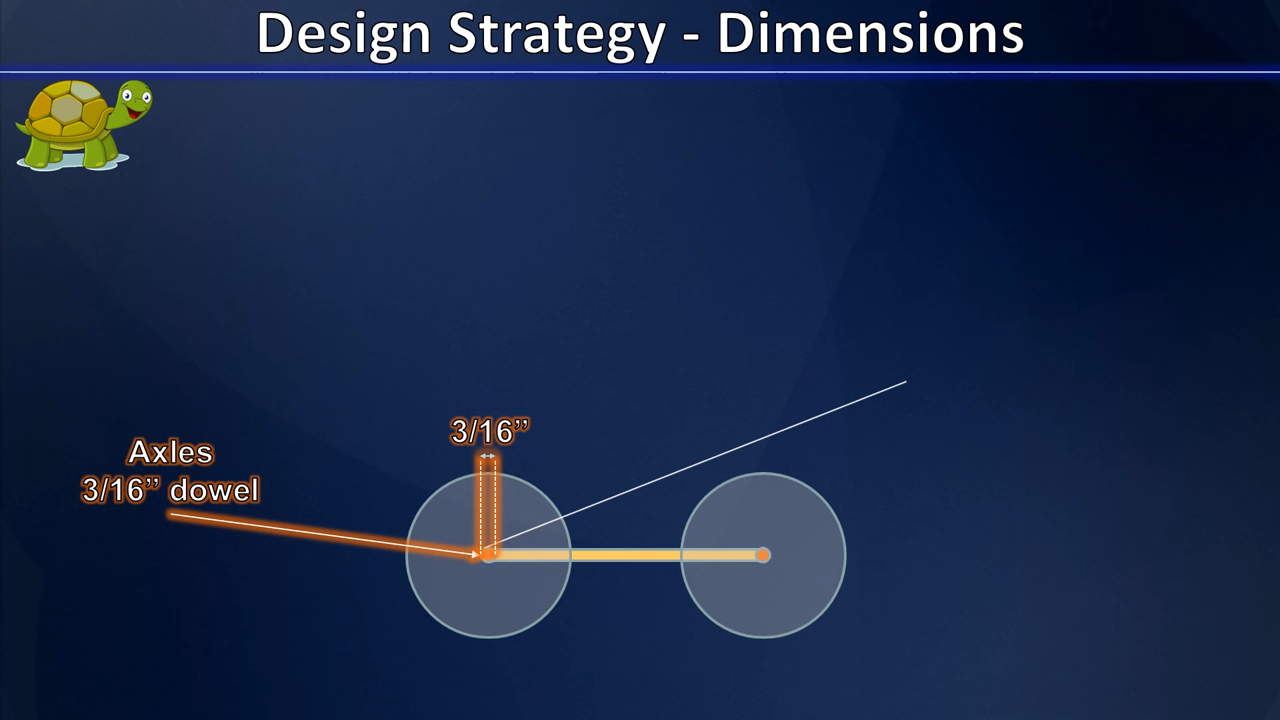 Design Strategy - Dimensions
3/16”
Axles
3/16” dowel